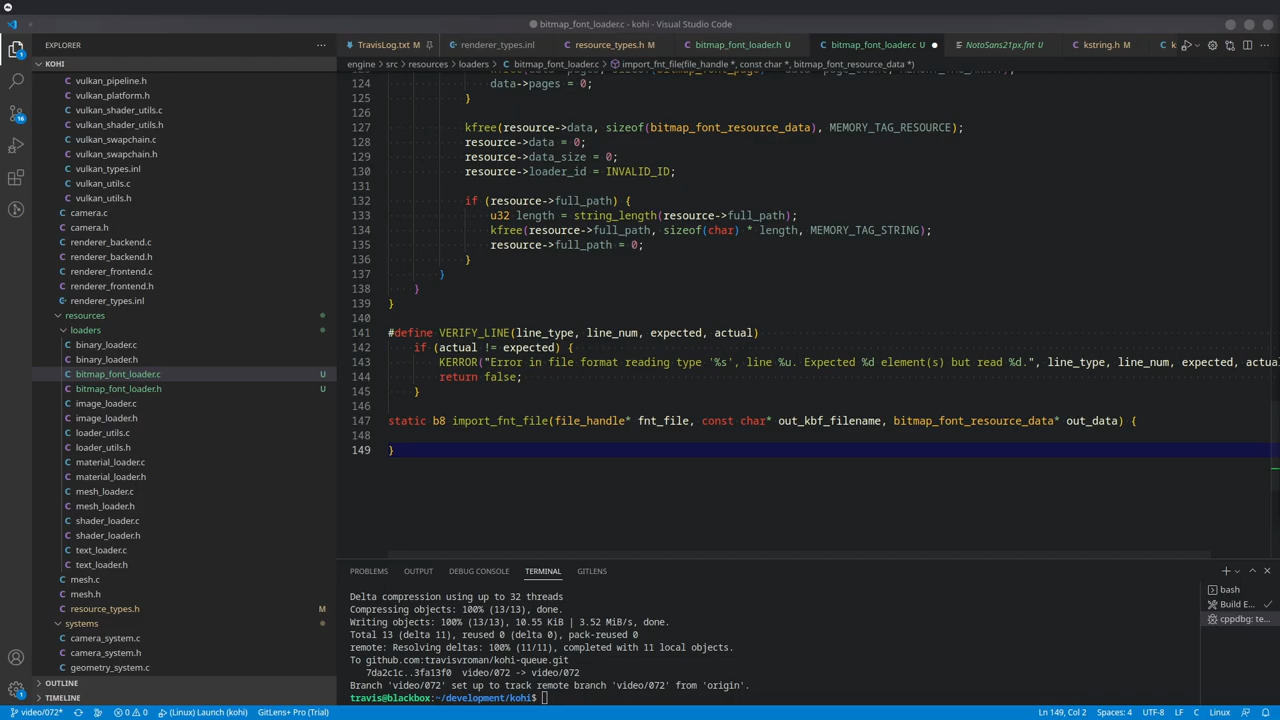 bitmap_font_loader.c - kohi - Visual Studio Code
EXPLORER
KOHI
vulkan_pipeline.h
vulkan_platform.h
vulkan_shader_utils.c
vulkan_shader_utils.h
vulkan_swapchain.c
vulkan_swapchain.h
vulkan_types.inl
vulkan_utils.c
vulkan_utils.h
camera.c
camera.h
renderer_backend.c
renderer_backend.h
renderer_frontend.c
renderer_frontend.h
renderer_types.inl
resources
loaders
binary_loader.c
binary_loader.h
bitmap_font_loader.c U
bitmap_font_loader.h U
image_loader.c
image_loader.h
loader_utils.c
loader_utils.h
material_loader.c
material_loader.h
mesh_loader.c
mesh_loader.h
shader_loader.c
shader_loader.h
text_loader.c
text_loader.h
mesh.c
mesh.h
resource_types.h M
systems
camera_system.c
camera_system.h
geometry_system.c
OUTLINE
TIMELINE
TravisLog.txt M renderer_types.inl resource_types.h M bitmap_font_loader.h U bitmap_font_loader.c U NotoSans21px.fnt U kstring.h M k
engine > src > resources > loaders > bitmap_font_loader.c > import_fnt_file(file_handle *, const char *, bitmap_font_resource_data *)
124 data->pages = 0;
125 }
126
127 kfree(resource->data, sizeof(bitmap_font_resource_data), MEMORY_TAG_RESOURCE);
128 resource->data = 0;
129 resource->data_size = 0;
130 resource->loader_id = INVALID_ID;
131
132 if (resource->full_path) {
133 u32 length = string_length(resource->full_path);
134 kfree(resource->full_path, sizeof(char) * length, MEMORY_TAG_STRING);
135 resource->full_path = 0;
136 }
137 }
138 }
139 }
140
141 #define VERIFY_LINE(line_type, line_num, expected, actual)
142 if (actual != expected) {
143 KERROR("Error in file format reading type '%s', line %u. Expected %d element(s) but read %d.", line_type, line_num, expected, actua
144 return false;
145 }
146
147 static b8 import_fnt_file(file_handle* fnt_file, const char* out_kbf_filename, bitmap_font_resource_data* out_data) {
148
149 }
PROBLEMS OUTPUT DEBUG CONSOLE TERMINAL GITLENS
Delta compression using up to 32 threads
Compressing objects: 100% (13/13), done.
Writing objects: 100% (13/13), 10.55 KiB | 3.52 MiB/s, done.
Total 13 (delta 11), reused 0 (delta 0), pack-reused 0
remote: Resolving deltas: 100% (11/11), completed with 11 local objects.
To github.com:travisvroman/kohi-queue.git
7da2c1c..3fa13f0 video/072 -> video/072
Branch 'video/072' set up to track remote branch 'video/072' from 'origin'.
travis@blackbox:~/development/kohi$
bash
Build E...
cppdbg: te...
1
16
1
video/072* 0 0 (Linux) Launch (kohi) GitLens+ Pro (Trial) Ln 149, Col 2 Spaces: 4 UTF-8 LF C Linux